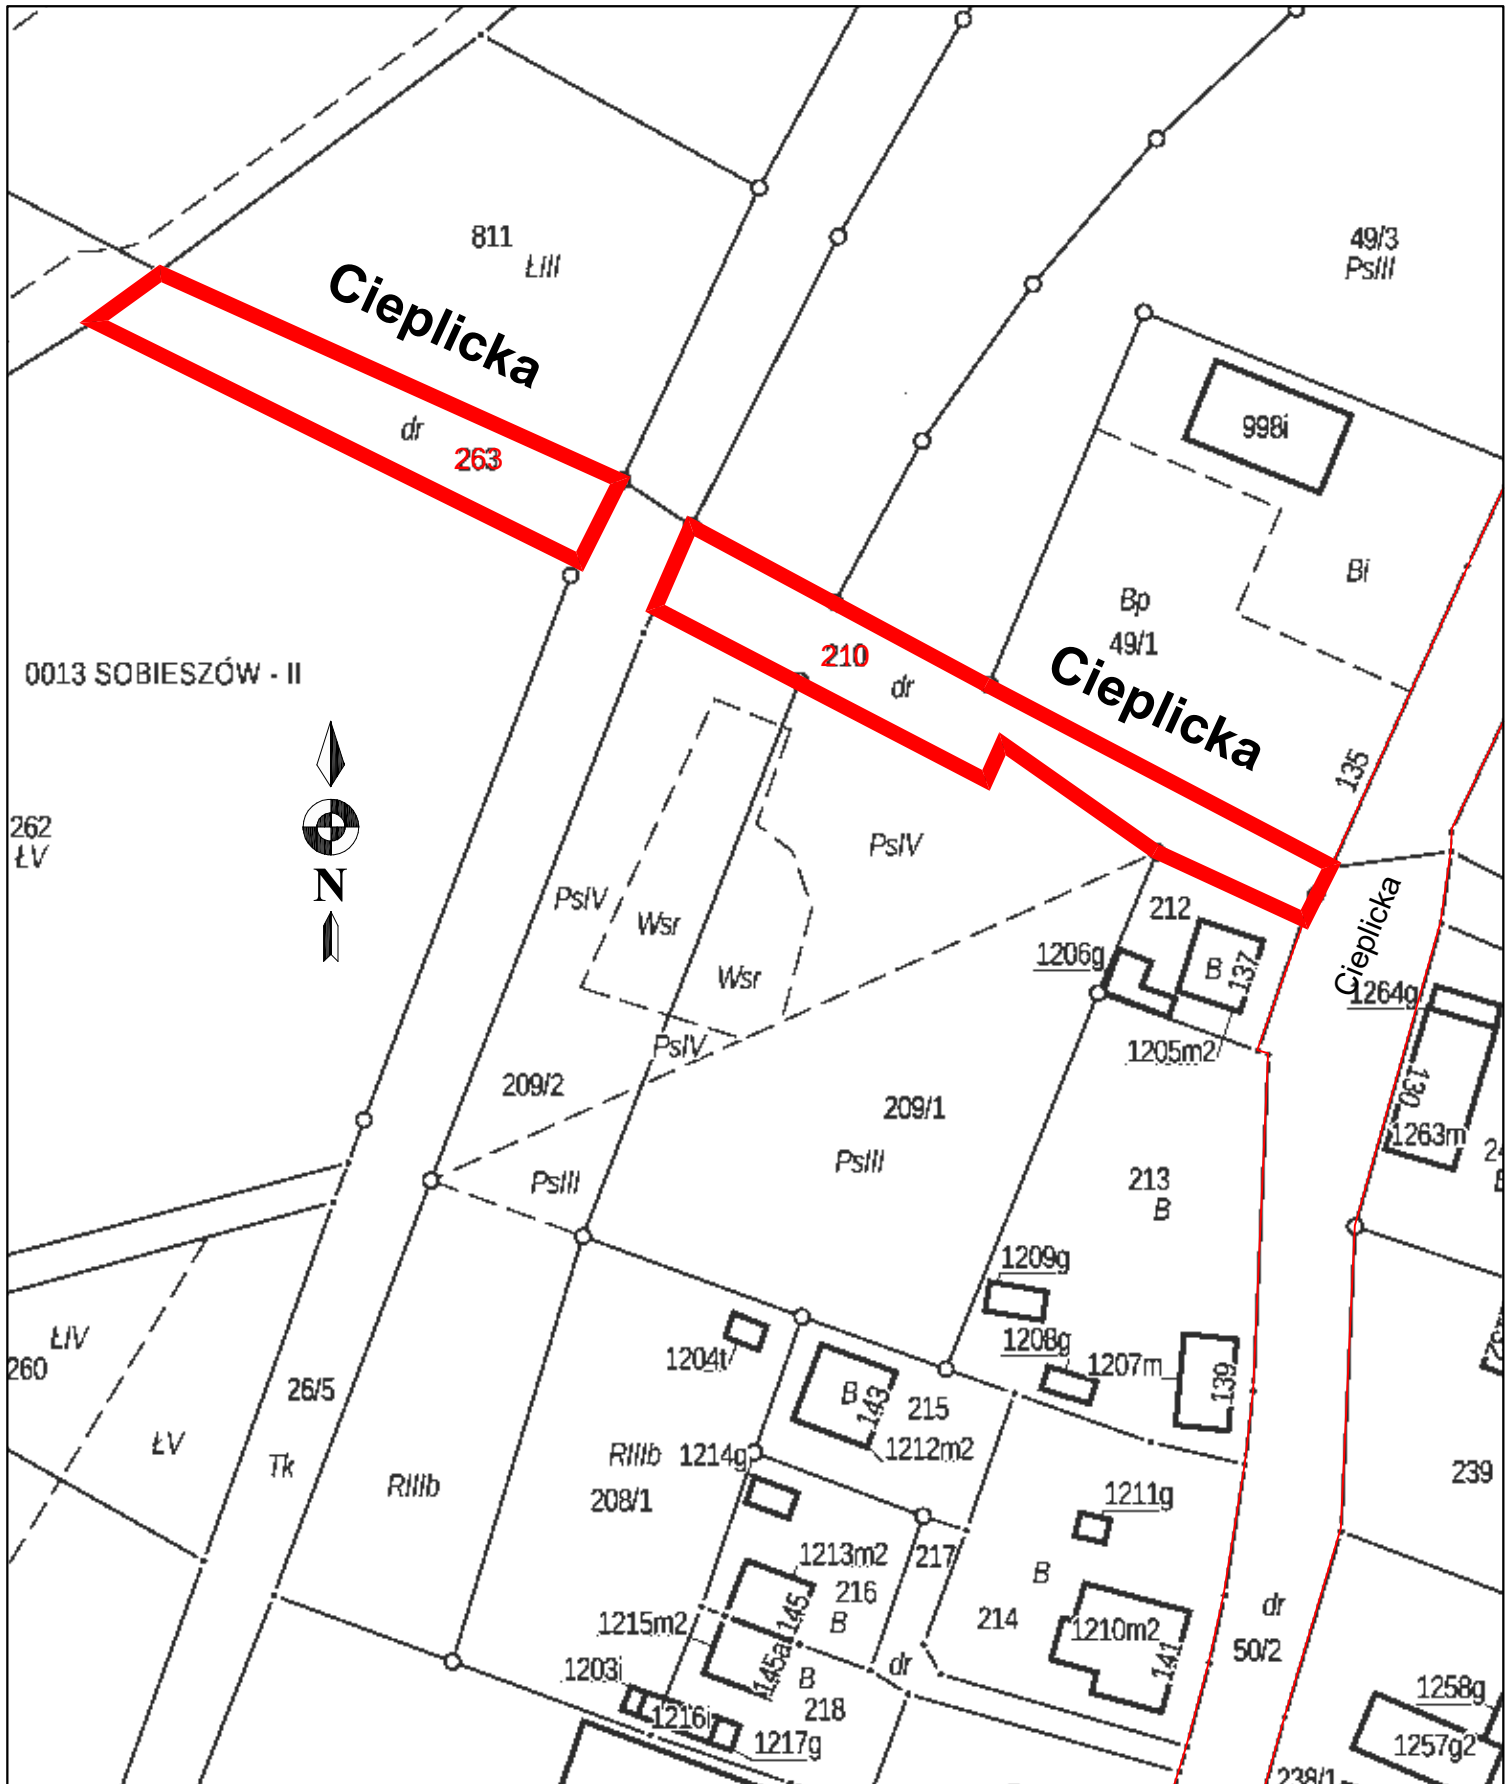 811
ŁIII
Cieplicka
49/3
PsIII
998i
dr
263
Bi
Bp
49/1
210
dr
Cieplicka
0013 SOBIESZÓW - II
135
262
ŁV
N
PsIV
PsIV
Wsr
Wsr
212
Cieplicka
1206g
B
137
1264g
1205m2
PsIV
209/2
209/1
130
1263m
PsIII
PsIII
213
B
1209g
1208g
1207m
139
ŁIV
260
1204t
26/5
B
143
215
1212m2
ŁV
Tk
RIIIb
RIIIb
1214g
208/1
239
1211g
1213m2
217
216
B
145
B
214
1215m2
1210m2
141
dr
50/2
145a
dr
1203i
B
218
1216i
1217g
1258g
1257g2
238/1